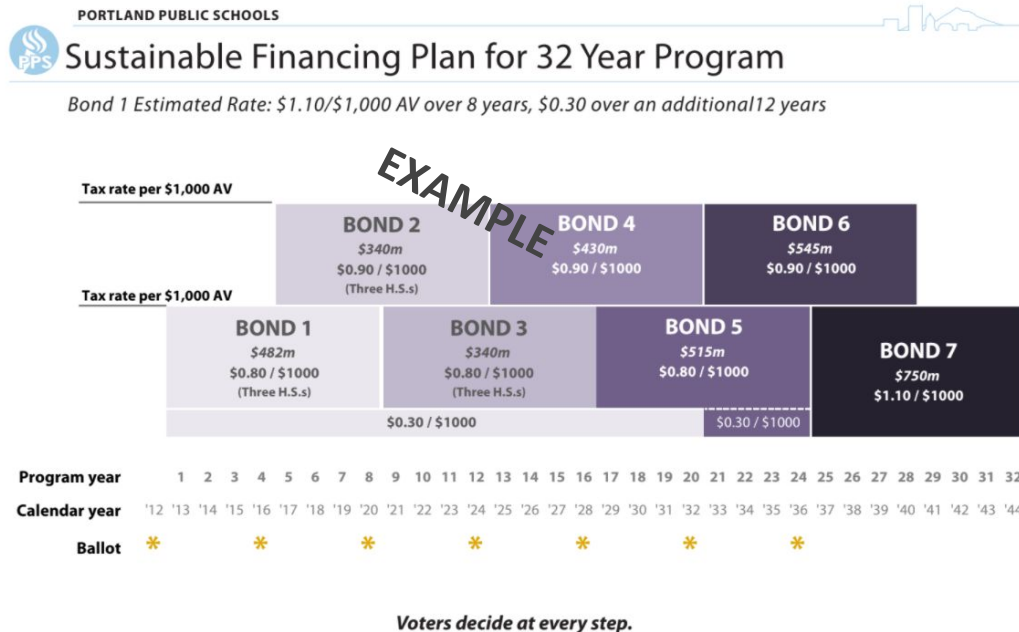 PORTLAND PUBLIC SCHOOLS
PPS
Sustainable Financing Plan for 32 Year Program
Bond 1 Estimated Rate: $1.10/$1,000 AV over 8 years, $0.30 over an additional12 years
EXAMPLE
Tax rate per $1,000 AV
BOND 2
$340m
$0.90 / $1000
(Three H.S.s)
BOND 4
$430m
$0.90 / $1000
BOND 6
$545m
$0.90 / $1000
Tax rate per $1,000 AV
BOND 1
$482m
$0.80 / $1000
(Three H.S.s)
BOND 3
$340m
$0.80 / $1000
(Three H.S.s)
BOND 5
$515m
$0.80 / $1000
BOND 7
$750m
$1.10 / $1000
$0.30 / $1000
$0.30 / $1000
Program year 1 2 3 4 5 6 7 8 9 10 11 12 13 14 15 16 17 18 19 20 21 22 23 24 25 26 27 28 29 30 31 32
Calendar year '12 '13 '14 '15 '16 '17 '18 '19 '20 '21 '22 '23 '24 '25 '26 '27 '28 '29 '30 '31 '32 '33 '34 '35 '36 '37 '38 '39 '40 '41 '42 '43 '44
Ballot * * * * * * *
Voters decide at every step.